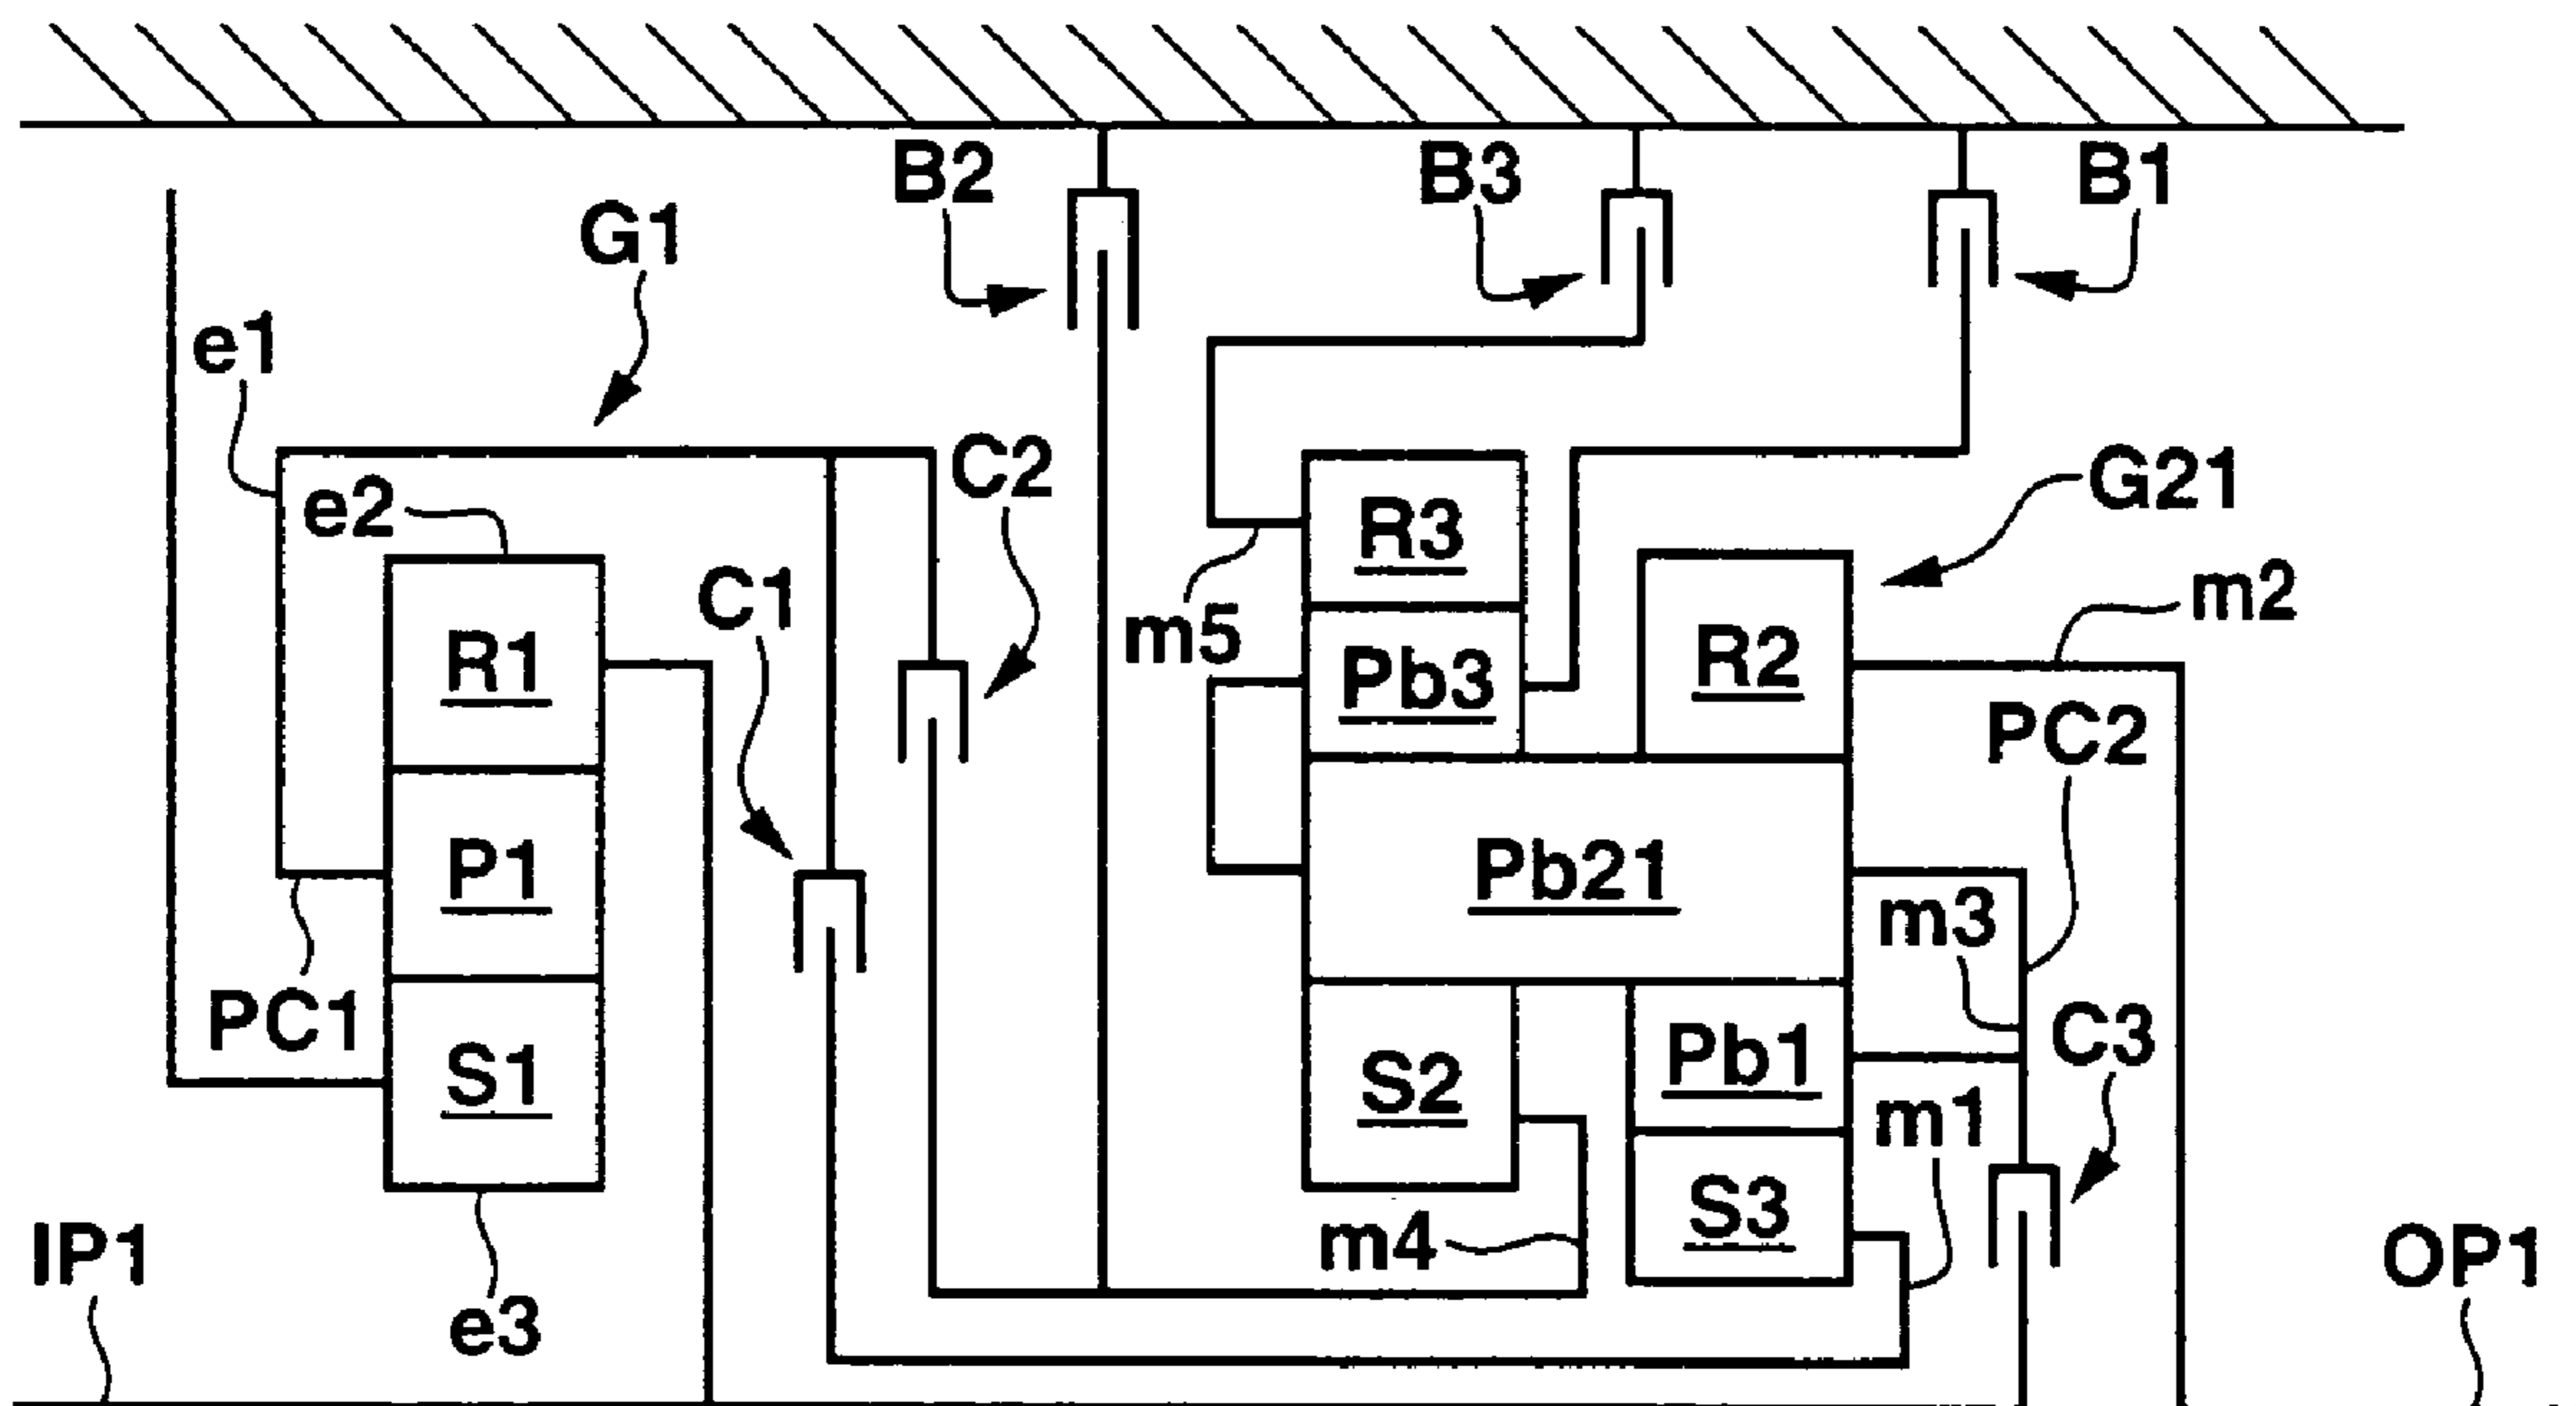 B2
B3
B1
G1
e1
C2
G21
e2
R3
C1
m5
m2
R1
Pb3
R2
PC2
P1
Pb21
m3
PC1
S1
S2
Pb1
C3
m1
S3
m4
IP1
OP1
e3